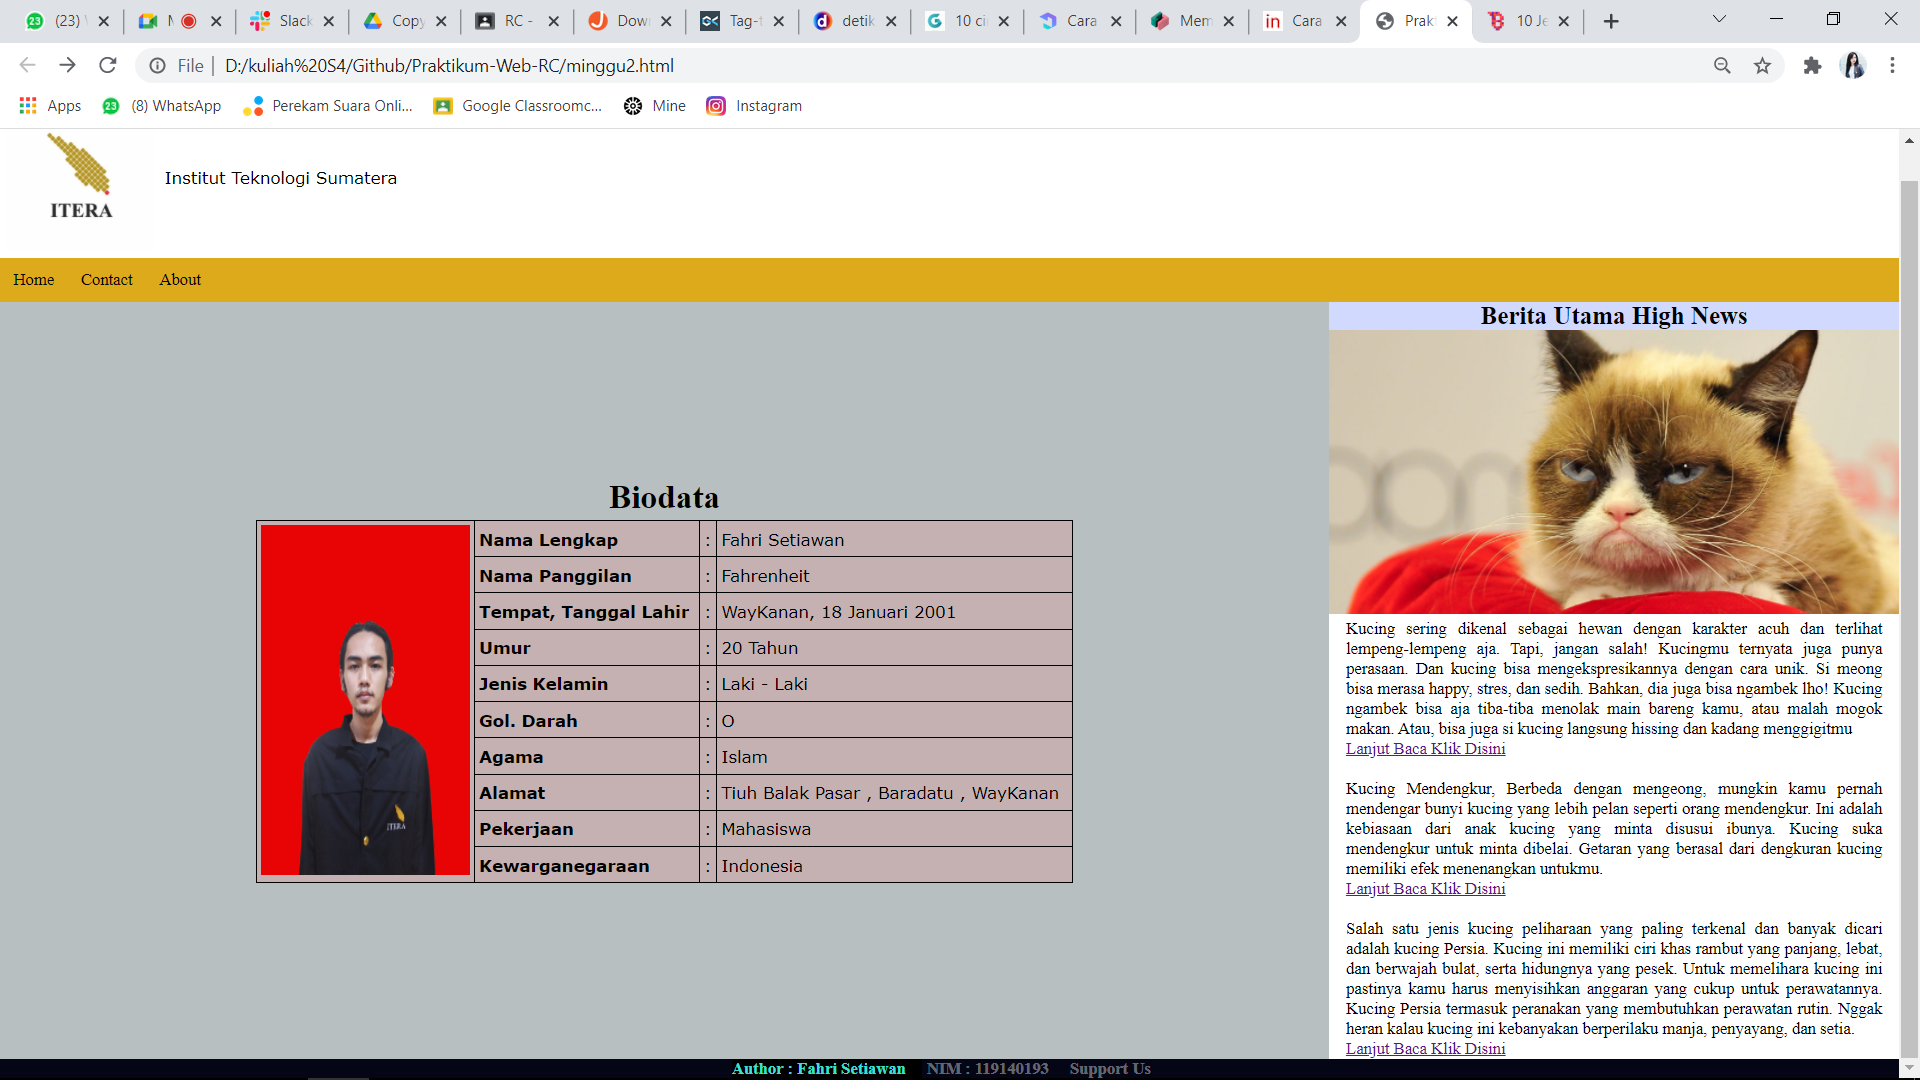 (23)
Slack
Copy
RC -
Dow
Tag-t
detik
10 ci
Cara
Mem
in Cara
Prak
10 Je
File | D:/kuliah%20S4/Github/Praktikum-Web-RC/minggu2.html
Apps 23 (8) WhatsApp Perekam Suara Onli... Google Classroomc... Mine Instagram
ITERA
Institut Teknologi Sumatera
Home Contact About
Biodata
Nama Lengkap : Fahri Setiawan
Nama Panggilan : Fahrenheit
Tempat, Tanggal Lahir : WayKanan, 18 Januari 2001
Umur : 20 Tahun
Jenis Kelamin : Laki - Laki
Gol. Darah : O
Agama : Islam
Alamat : Tiuh Balak Pasar , Baradatu , WayKanan
Pekerjaan : Mahasiswa
Kewarganegaraan : Indonesia
ITERA
Berita Utama High News
Kucing sering dikenal sebagai hewan dengan karakter acuh dan terlihat
lempeng-lempeng aja. Tapi, jangan salah! Kucingmu ternyata juga punya
perasaan. Dan kucing bisa mengekspresikannya dengan cara unik. Si meong
bisa merasa happy, stres, dan sedih. Bahkan, dia juga bisa ngambek lho! Kucing
ngambek bisa aja tiba-tiba menolak main bareng kamu, atau malah mogok
makan. Atau, bisa juga si kucing langsung hissing dan kadang menggigitmu
Lanjut Baca Klik Disini
Kucing Mendengkur, Berbeda dengan mengeong, mungkin kamu pernah
mendengar bunyi kucing yang lebih pelan seperti orang mendengkur. Ini adalah
kebiasaan dari anak kucing yang minta disusui ibunya. Kucing suka
mendengkur untuk minta dibelai. Getaran yang berasal dari dengkuran kucing
memiliki efek menenangkan untukmu.
Lanjut Baca Klik Disini
Salah satu jenis kucing peliharaan yang paling terkenal dan banyak dicari
adalah kucing Persia. Kucing ini memiliki ciri khas rambut yang panjang, lebat,
dan berwajah bulat, serta hidungnya yang pesek. Untuk memelihara kucing ini
pastinya kamu harus menyisihkan anggaran yang cukup untuk perawatannya.
Kucing Persia termasuk peranakan yang membutuhkan perawatan rutin. Nggak
heran kalau kucing ini kebanyakan berperilaku manja, penyayang, dan setia.
Lanjut Baca Klik Disini
Author : Fahri Setiawan NIM : 119140193 Support Us